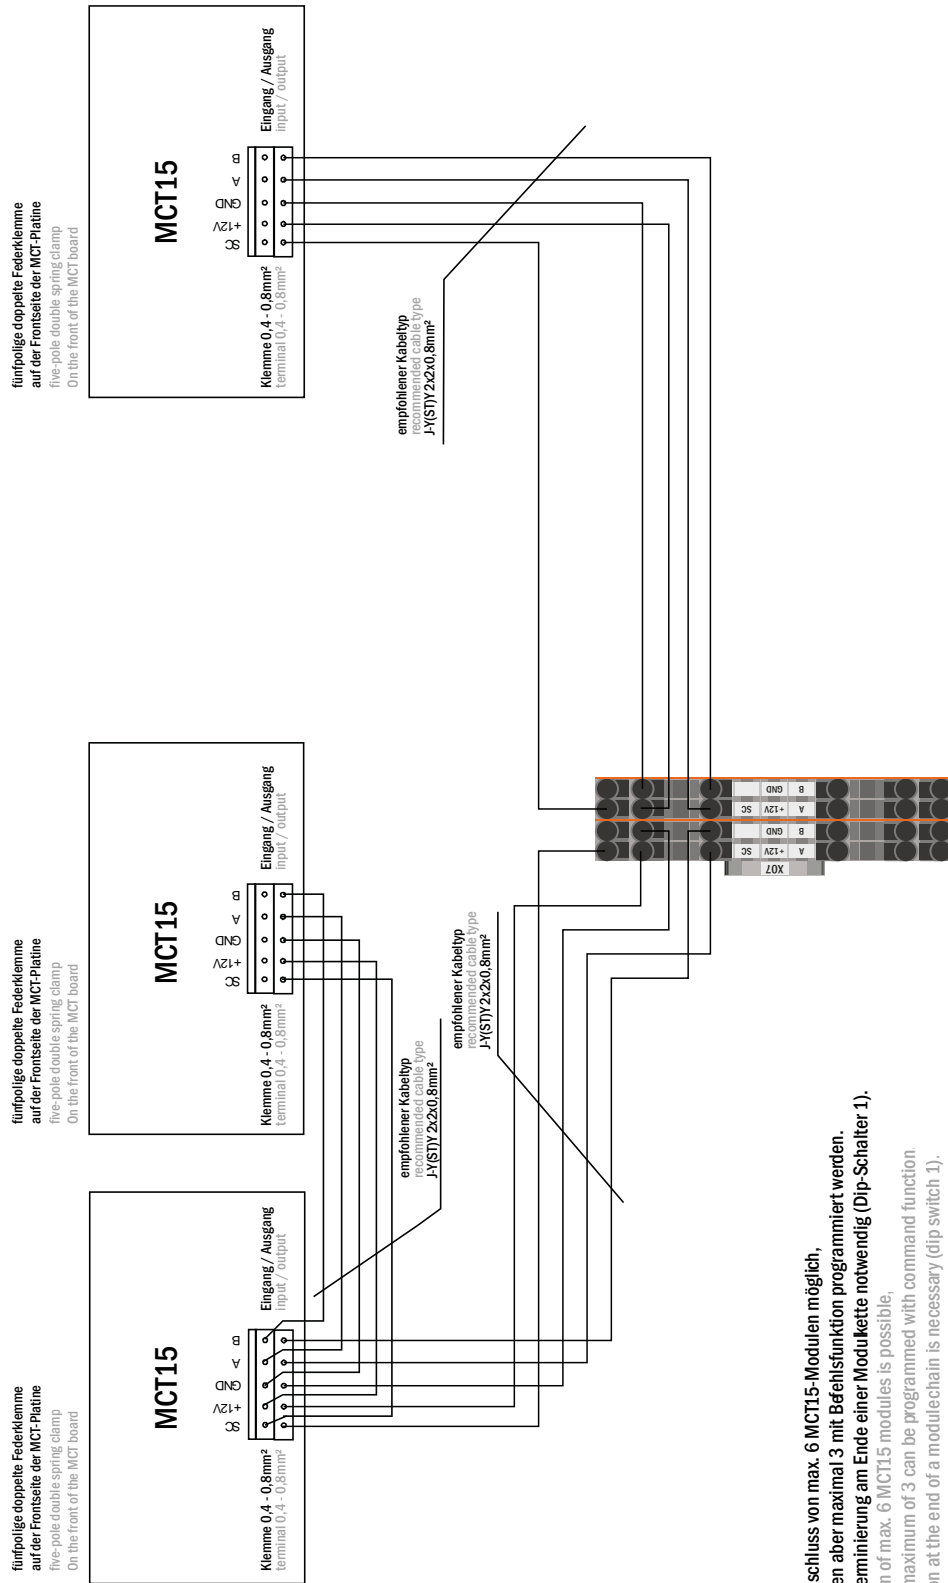 fünfpolige doppelte Federklemme
auf der Frontseite der MCT-Platine
five-pole double spring clamp
On the front of the MCT board
MCT15
SC +12V GND A B
Klemme 0,4 - 0,8mm²
terminal 0,4 - 0,8mm²
Eingang / Ausgang
input / output
fünfpolige doppelte Federklemme
auf der Frontseite der MCT-Platine
five-pole double spring clamp
On the front of the MCT board
MCT15
SC +12V GND A B
Klemme 0,4 - 0,8mm²
terminal 0,4 - 0,8mm²
Eingang / Ausgang
input / output
fünfpolige doppelte Federklemme
auf der Frontseite der MCT-Platine
five-pole double spring clamp
On the front of the MCT board
MCT15
SC +12V GND A B
Klemme 0,4 - 0,8mm²
terminal 0,4 - 0,8mm²
Eingang / Ausgang
input / output
empfohlener Kabeltyp
recommended cable type
J-Y(ST)Y 2x2x0,8mm²
empfohlener Kabeltyp
recommended cable type
J-Y(ST)Y 2x2x0,8mm²
empfohlener Kabeltyp
recommended cable type
J-Y(ST)Y 2x2x0,8mm²
X07
SC +12V A
GND B
SC +12V A
GND B
schluss von max. 6 MCT15-Modulen möglich,
en aber maximal 3 mit Befehlsfunktion programmiert werden.
erminierung am Ende einer Modulkette notwendig (Dip-Schalter 1).
n of max. 6 MCT15 modules is possible,
maximum of 3 can be programmed with command function
on at the end of a modulechain is necessary (dip switch 1).